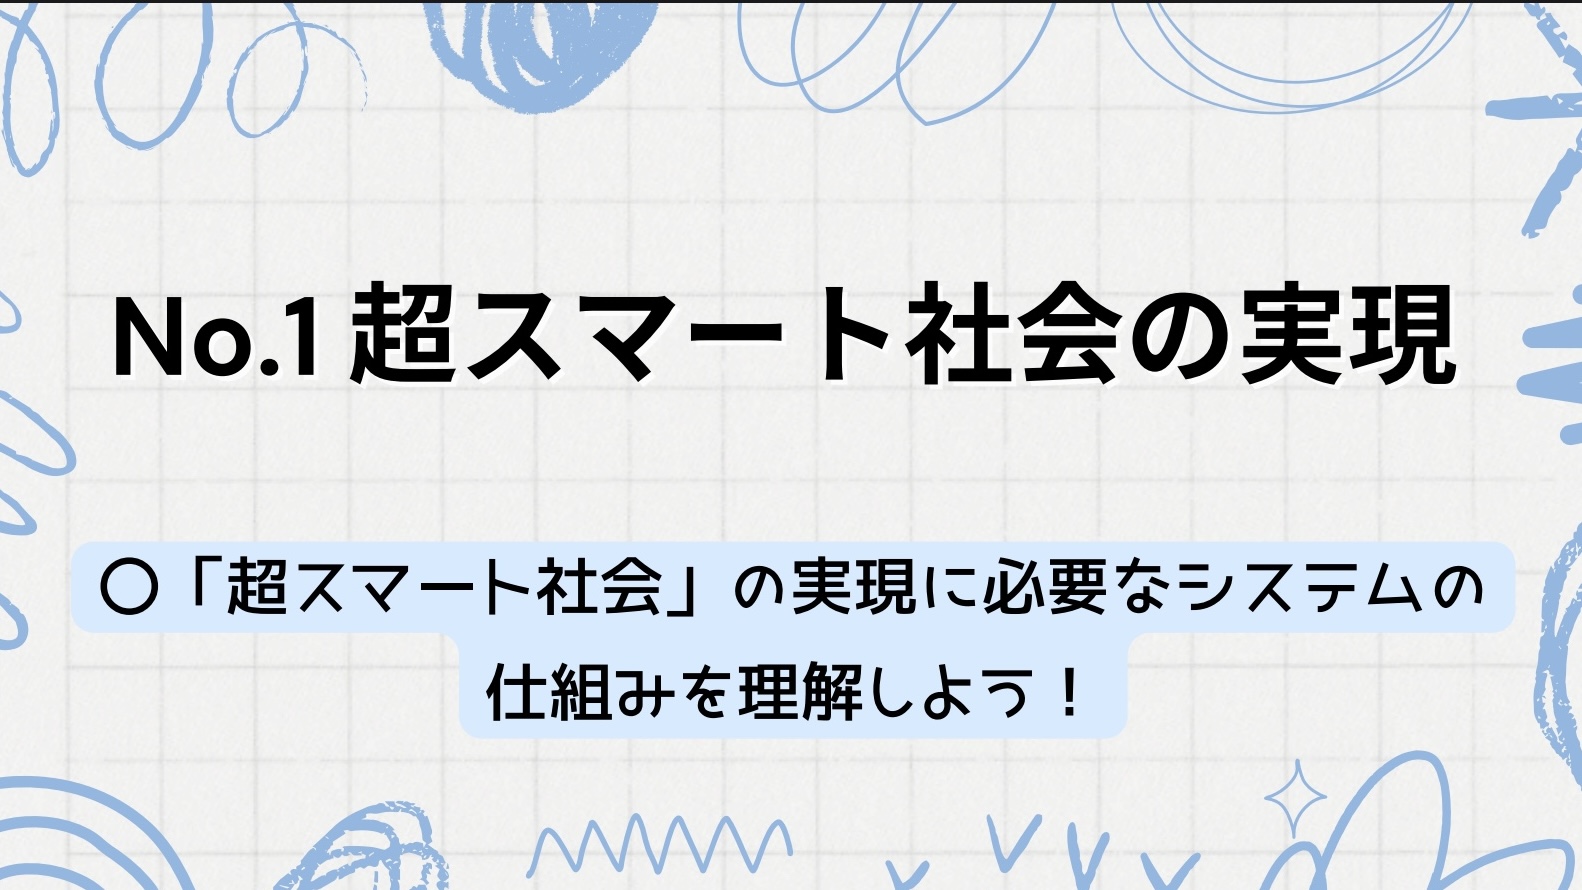 No.1 超スマート社会の実現
〇「超スマート社会」の実現に必要なシステムの
仕組みを理解しよう！